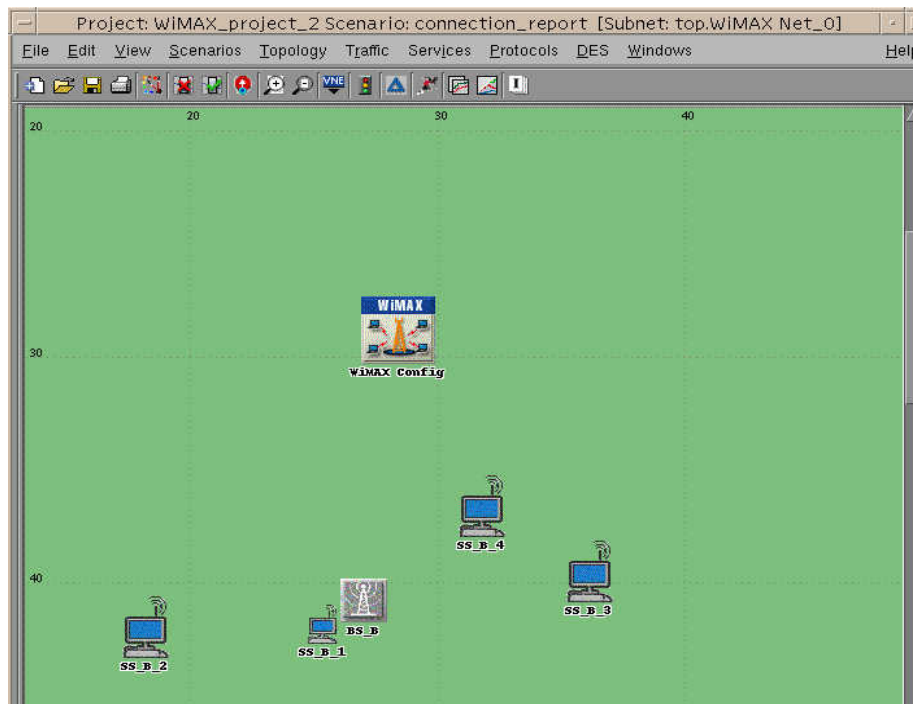 Project: WiMAX_project_2 Scenario: connection_report [Subnet: top.WiMAX Net_0]
File Edit View Scenarios Topology Traffic Services Protocols DES Windows Help
VNE
20 30 40
20
WiMAX
30
WiMAX Config
SS_B_4
40
SS_B_3
BS_B
SS_B_1
SS_B_2